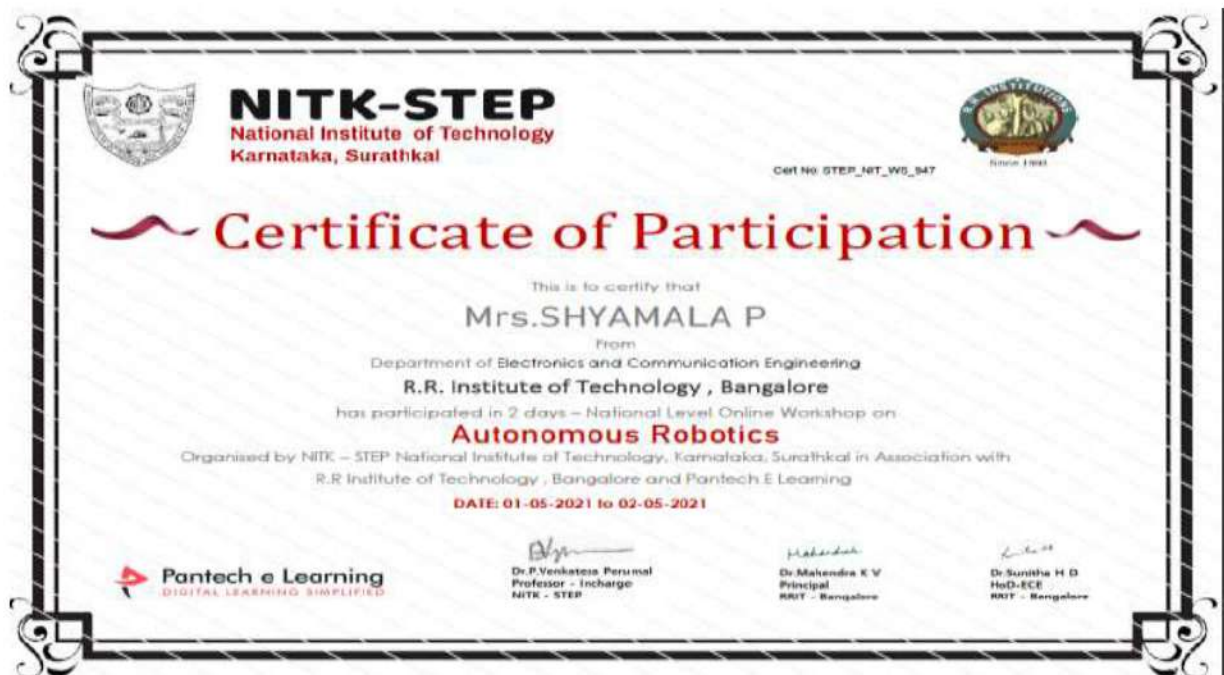 NITK-STEP
National Institute of Technology
Karnataka, Surathkal
R.R. INSTITUTIONS
Since 1990
Cert No: STEP_NIT_WS_947
Certificate of Participation
This is to certify that
Mrs.SHYAMALA P
From
Department of Electronics and Communication Engineering
R.R. Institute of Technology , Bangalore
has participated in 2 days – National Level Online Workshop on
Autonomous Robotics
Organised by NITK – STEP National Institute of Technology, Karnataka, Surathkal in Association with
R.R Institute of Technology , Bangalore and Pantech E Learning
DATE: 01-05-2021 to 02-05-2021
Pantech e Learning
DIGITAL LEARNING SIMPLIFIED
Dr.P.Venkatesa Perumal
Professor - Incharge
NITK - STEP
Mahendra
Dr.Mahendra K V
Principal
RRIT - Bangalore
Dr.Sunitha H D
HoD-ECE
RRIT - Bangalore